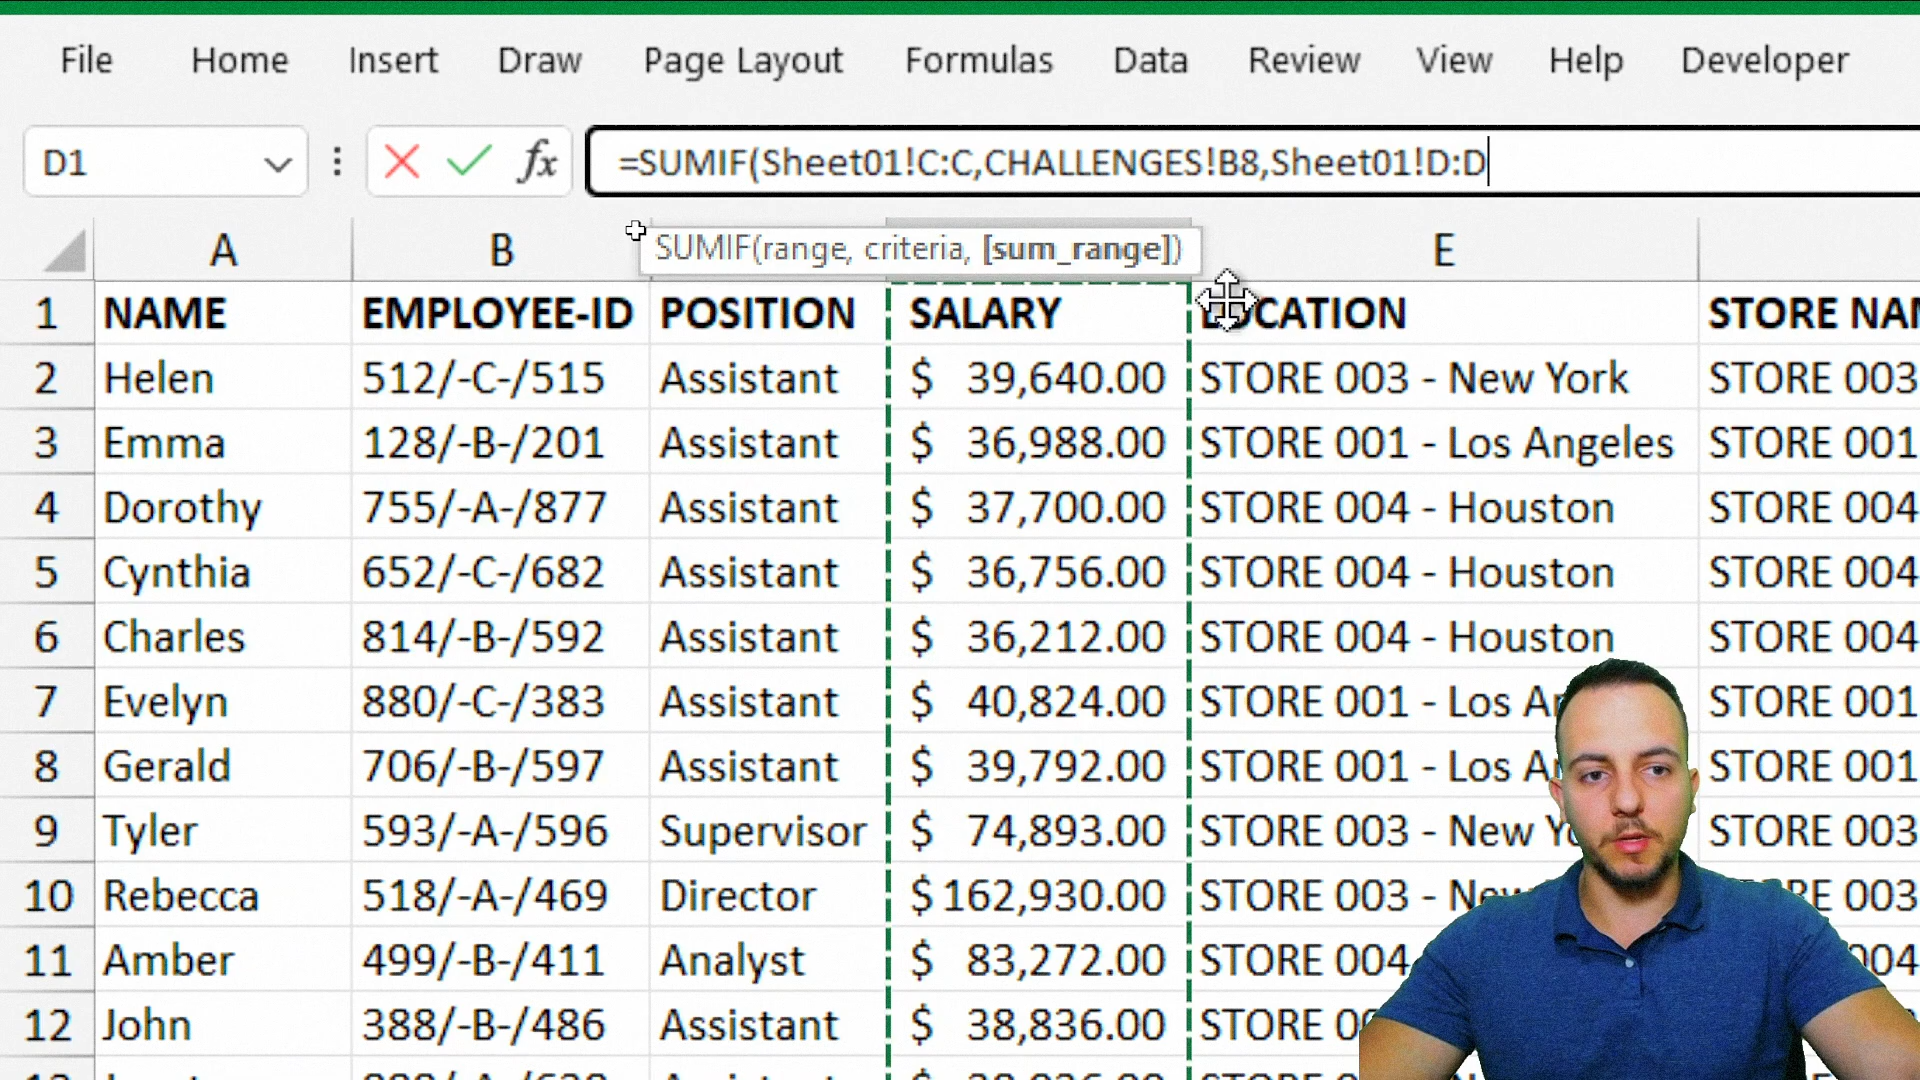 File Home Insert Draw Page Layout Formulas Data Review View Help Developer
D1 fx =SUMIF(Sheet01!C:C,CHALLENGES!B8,Sheet01!D:D
SUMIF(range, criteria, [sum_range])
A B E
1 NAME EMPLOYEE-ID POSITION SALARY STORE
2 Helen 512/-C-/515 Assistant $ 39,640.00 STORE 003 - New York STORE 003
3 Emma 128/-B-/201 Assistant $ 36,988.00 STORE 001 - Los Angeles STORE 001
4 Dorothy 755/-A-/877 Assistant $ 37,700.00 STORE 004 - Houston STORE 004
5 Cynthia 652/-C-/682 Assistant $ 36,756.00 STORE 004 - Houston STORE 004
6 Charles 814/-B-/592 Assistant $ 36,212.00 STORE 004 - Houston STORE 004
7 Evelyn 880/-C-/383 Assistant $ 40,824.00 STORE 001 - Los STORE 001
8 Gerald 706/-B-/597 Assistant $ 39,792.00 STORE 001 - Los STORE 001
9 Tyler 593/-A-/596 Supervisor $ 74,893.00 STORE 003 - New STORE 003
10 Rebecca 518/-A-/469 Director $ 162,930.00 STORE 003 - 003
11 Amber 499/-B-/411 Analyst $ 83,272.00 STORE 004
12 John 388/-B-/486 Assistant $ 38,836.00 STORE